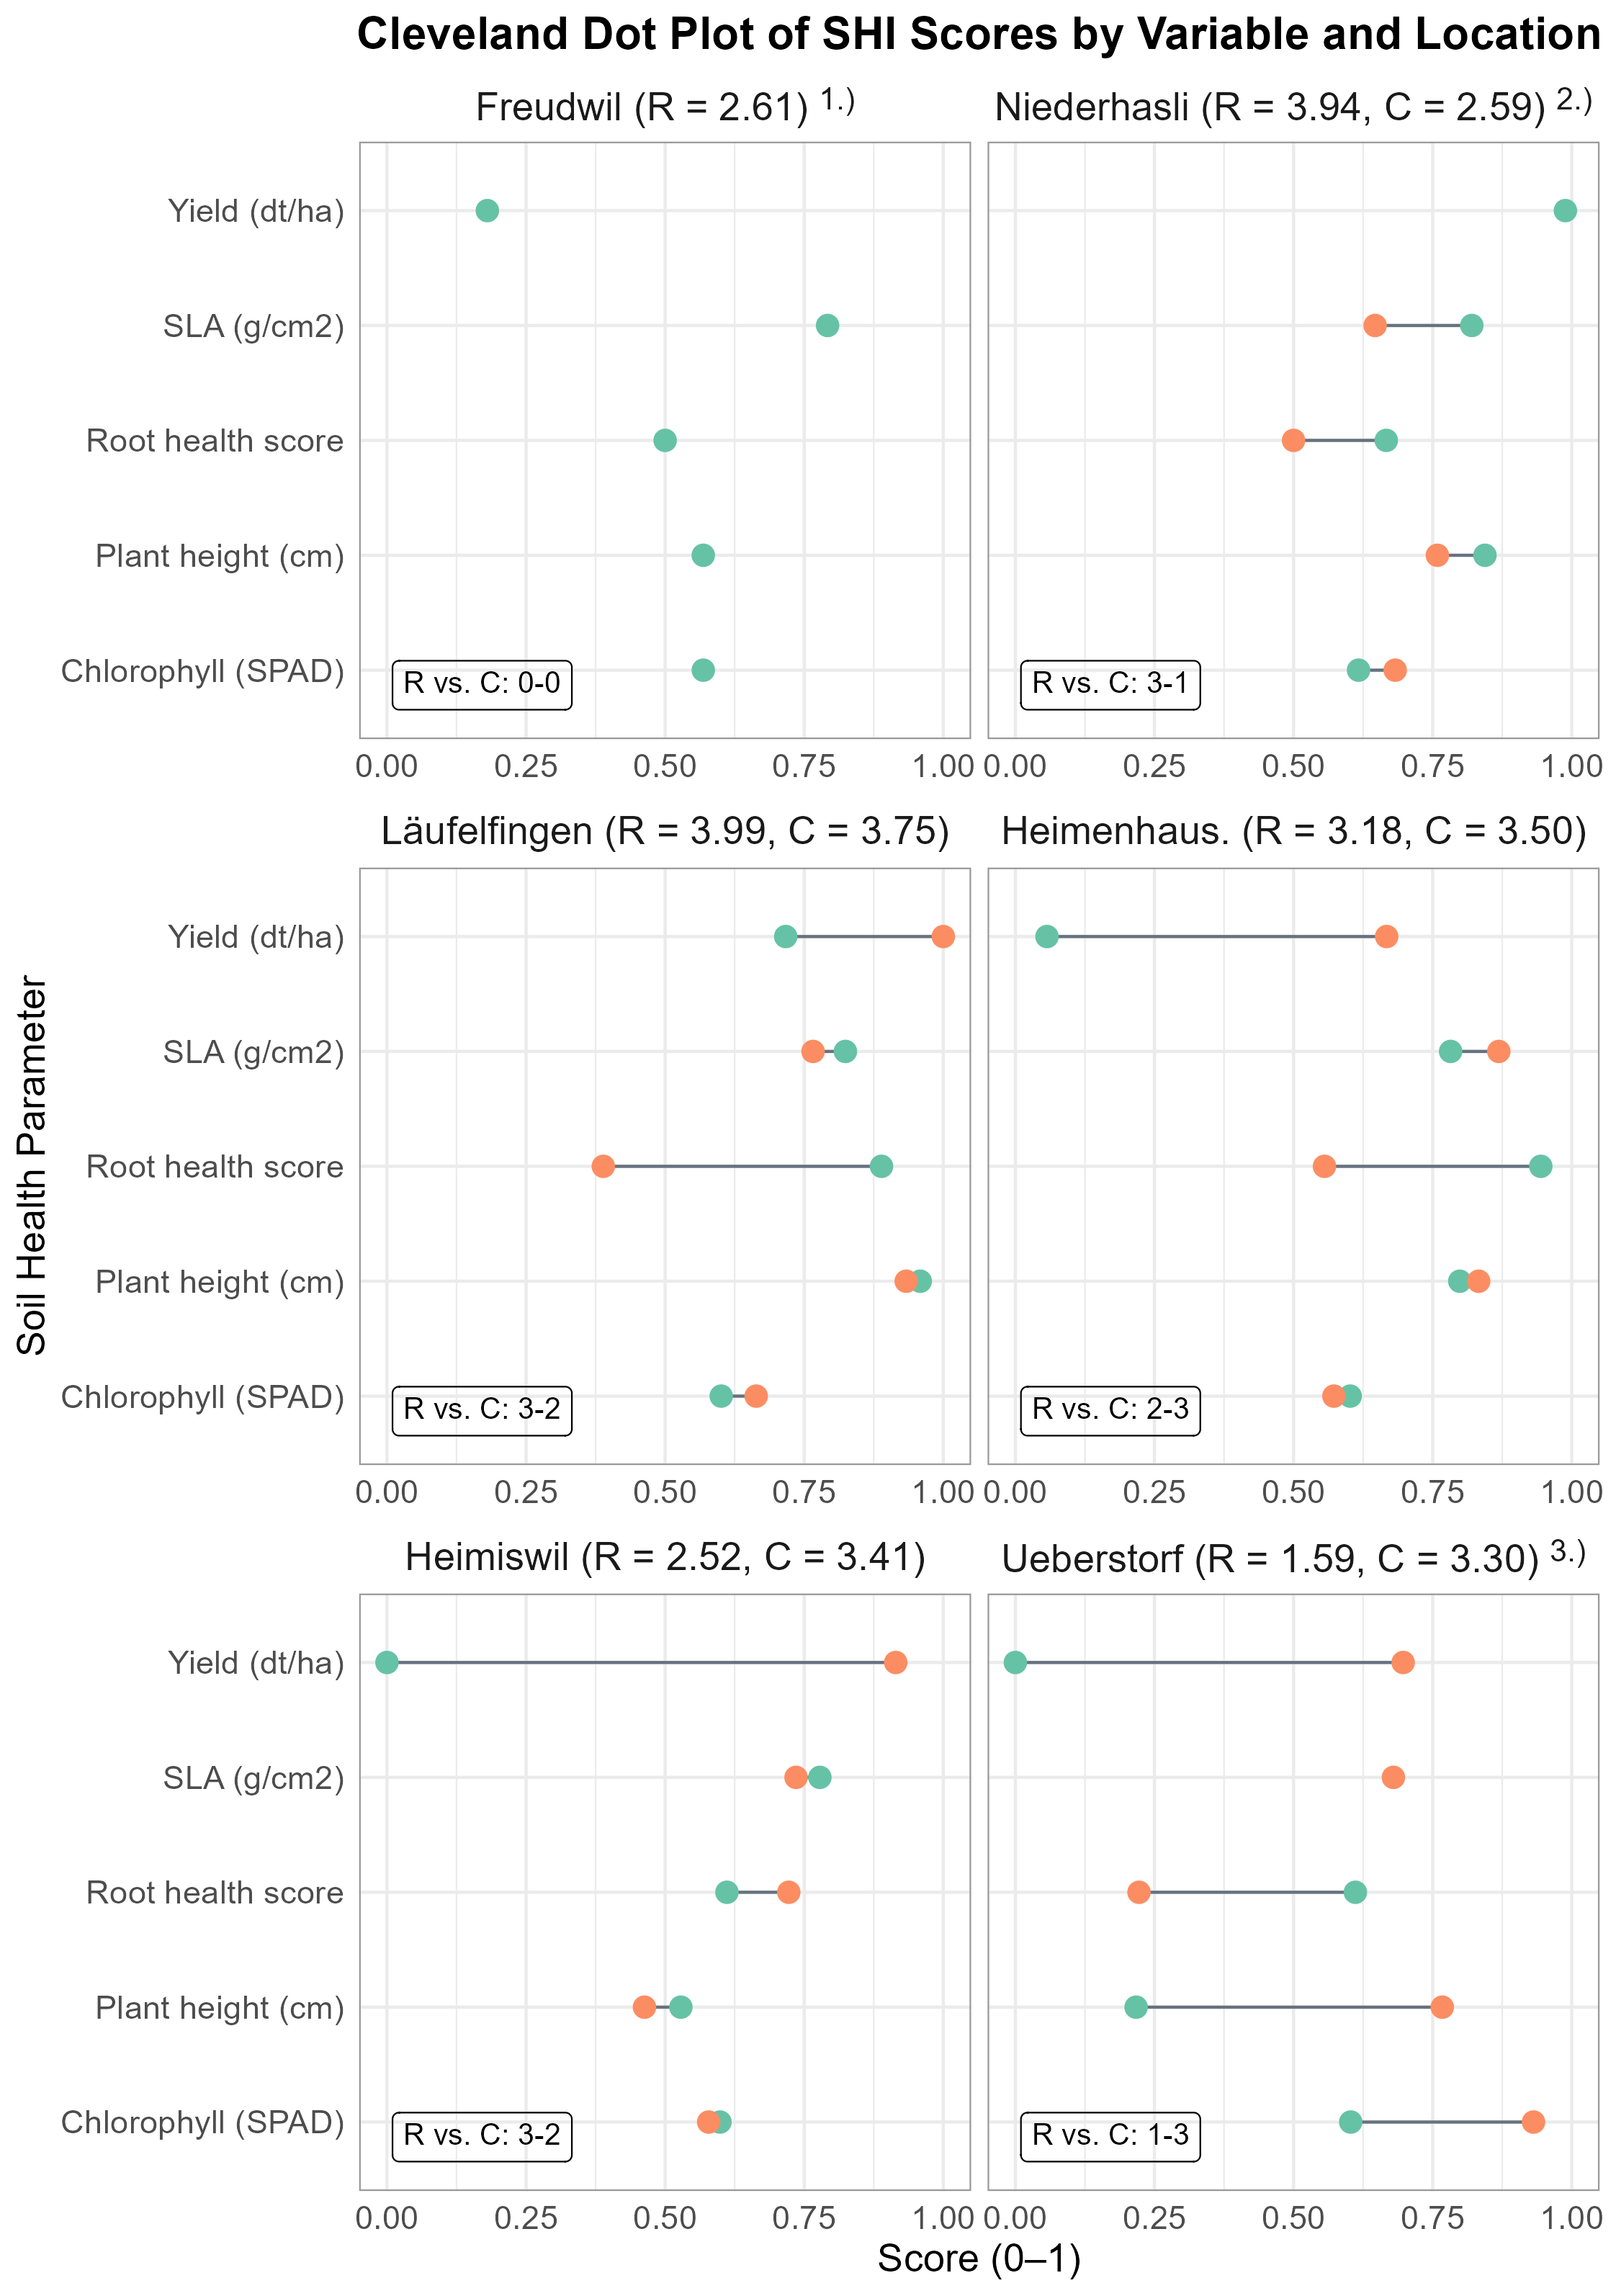 Cleveland Dot Plot of SHI Scores by Variable and Location
Freudwil (R = 2.61) 1.)
Niederhasli (R = 3.94, C = 2.59) 2.)
Yield (dt/ha)
SLA (g/cm2)
Root health score
Plant height (cm)
Chlorophyll (SPAD)
R vs. C: 0-0
R vs. C: 3-1
0.00 0.25 0.50 0.75 1.00
0.00 0.25 0.50 0.75 1.00
Läufelfingen (R = 3.99, C = 3.75)
Heimenhaus. (R = 3.18, C = 3.50)
Yield (dt/ha)
SLA (g/cm2)
Root health score
Plant height (cm)
Chlorophyll (SPAD)
R vs. C: 3-2
R vs. C: 2-3
0.00 0.25 0.50 0.75 1.00
0.00 0.25 0.50 0.75 1.00
Soil Health Parameter
Heimiswil (R = 2.52, C = 3.41)
Ueberstorf (R = 1.59, C = 3.30) 3.)
Yield (dt/ha)
SLA (g/cm2)
Root health score
Plant height (cm)
Chlorophyll (SPAD)
R vs. C: 3-2
R vs. C: 1-3
0.00 0.25 0.50 0.75 1.00
0.00 0.25 0.50 0.75 1.00
Score (0–1)